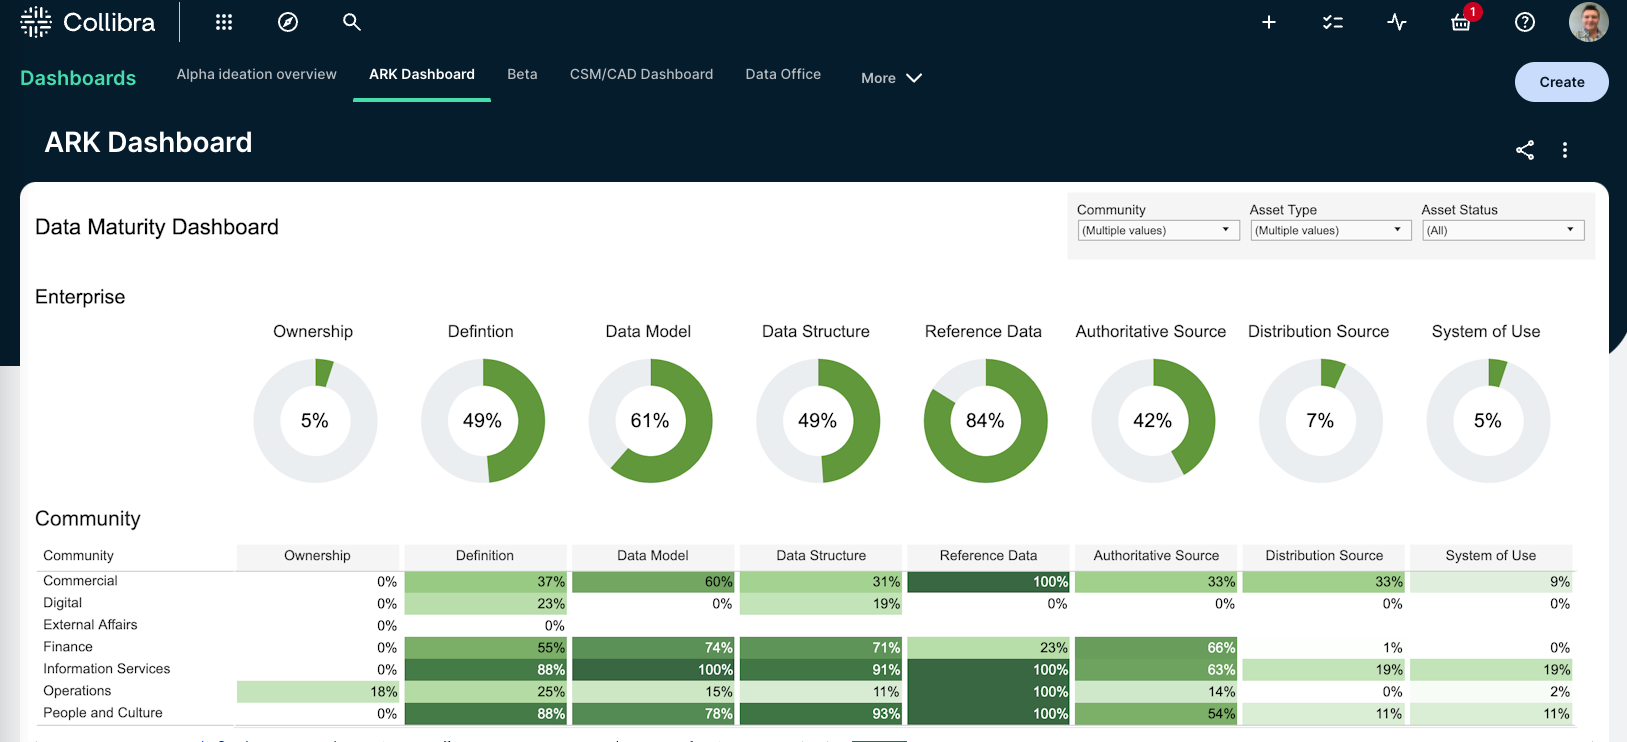 Collibra
1
Dashboards
Alpha ideation overview
ARK Dashboard
Beta
CSM/CAD Dashboard
Data Office
More
Create
ARK Dashboard
Data Maturity Dashboard
Community Asset Type Asset Status
(Multiple values) (Multiple values) (All)
Enterprise
Ownership Defintion Data Model Data Structure Reference Data Authoritative Source Distribution Source System of Use
5% 49% 61% 49% 84% 42% 7% 5%
Community
Community Ownership Definition Data Model Data Structure Reference Data Authoritative Source Distribution Source System of Use
Commercial 0% 37% 60% 31% 100% 33% 33% 9%
Digital 0% 23% 0% 19% 0% 0% 0% 0%
External Affairs 0% 0%
Finance 0% 55% 74% 71% 23% 66% 1% 0%
Information Services 0% 88% 100% 91% 100% 63% 19% 19%
Operations 18% 25% 15% 11% 100% 14% 0% 2%
People and Culture 0% 88% 78% 93% 100% 54% 11% 11%